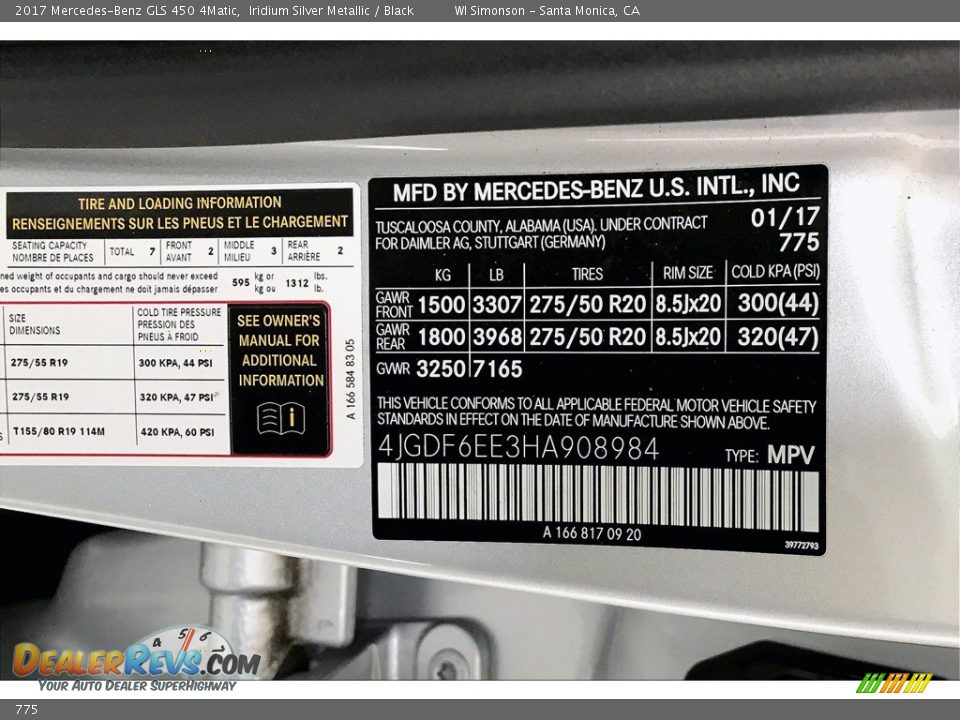 2017 Mercedes-Benz GLS 450 4Matic, Iridium Silver Metallic / Black WI Simonson - Santa Monica, CA
TIRE AND LOADING INFORMATION
RENSEIGNEMENTS SUR LES PNEUS ET LE CHARGEMENT
SEATING CAPACITY
NOMBRE DE PLACES
TOTAL 7
FRONT
AVANT 2
MIDDLE
MILIEU 3
REAR
ARRIÈRE 2
weight of occupants and cargo should never exceed 595 kg or 1312 lbs.
es occupants et du chargement ne doit jamais dépasser kg ou lb.
SIZE
DIMENSIONS
COLD TIRE PRESSURE
PRESSION DES
PNEUS À FROID
275/55 R19 300 KPA, 44 PSI
275/55 R19 320 KPA, 47 PSI
T155/80 R19 114M 420 KPA, 60 PSI
SEE OWNER'S
MANUAL FOR
ADDITIONAL
INFORMATION
i
A 166 584 83 05
MFD BY MERCEDES-BENZ U.S. INTL., INC
TUSCALOOSA COUNTY, ALABAMA (USA). UNDER CONTRACT
FOR DAIMLER AG, STUTTGART (GERMANY)
01/17
775
KG LB TIRES RIM SIZE COLD KPA (PSI)
GAWR FRONT 1500 3307 275/50 R20 8.5Jx20 300(44)
GAWR REAR 1800 3968 275/50 R20 8.5Jx20 320(47)
GVWR 3250 7165
THIS VEHICLE CONFORMS TO ALL APPLICABLE FEDERAL MOTOR VEHICLE SAFETY
STANDARDS IN EFFECT ON THE DATE OF MANUFACTURE SHOWN ABOVE.
4JGDF6EE3HA908984 TYPE: MPV
A 166 817 09 20
39772793
4 5 6
DEALERREVS.COM
YOUR AUTO DEALER SUPERHIGHWAY
775